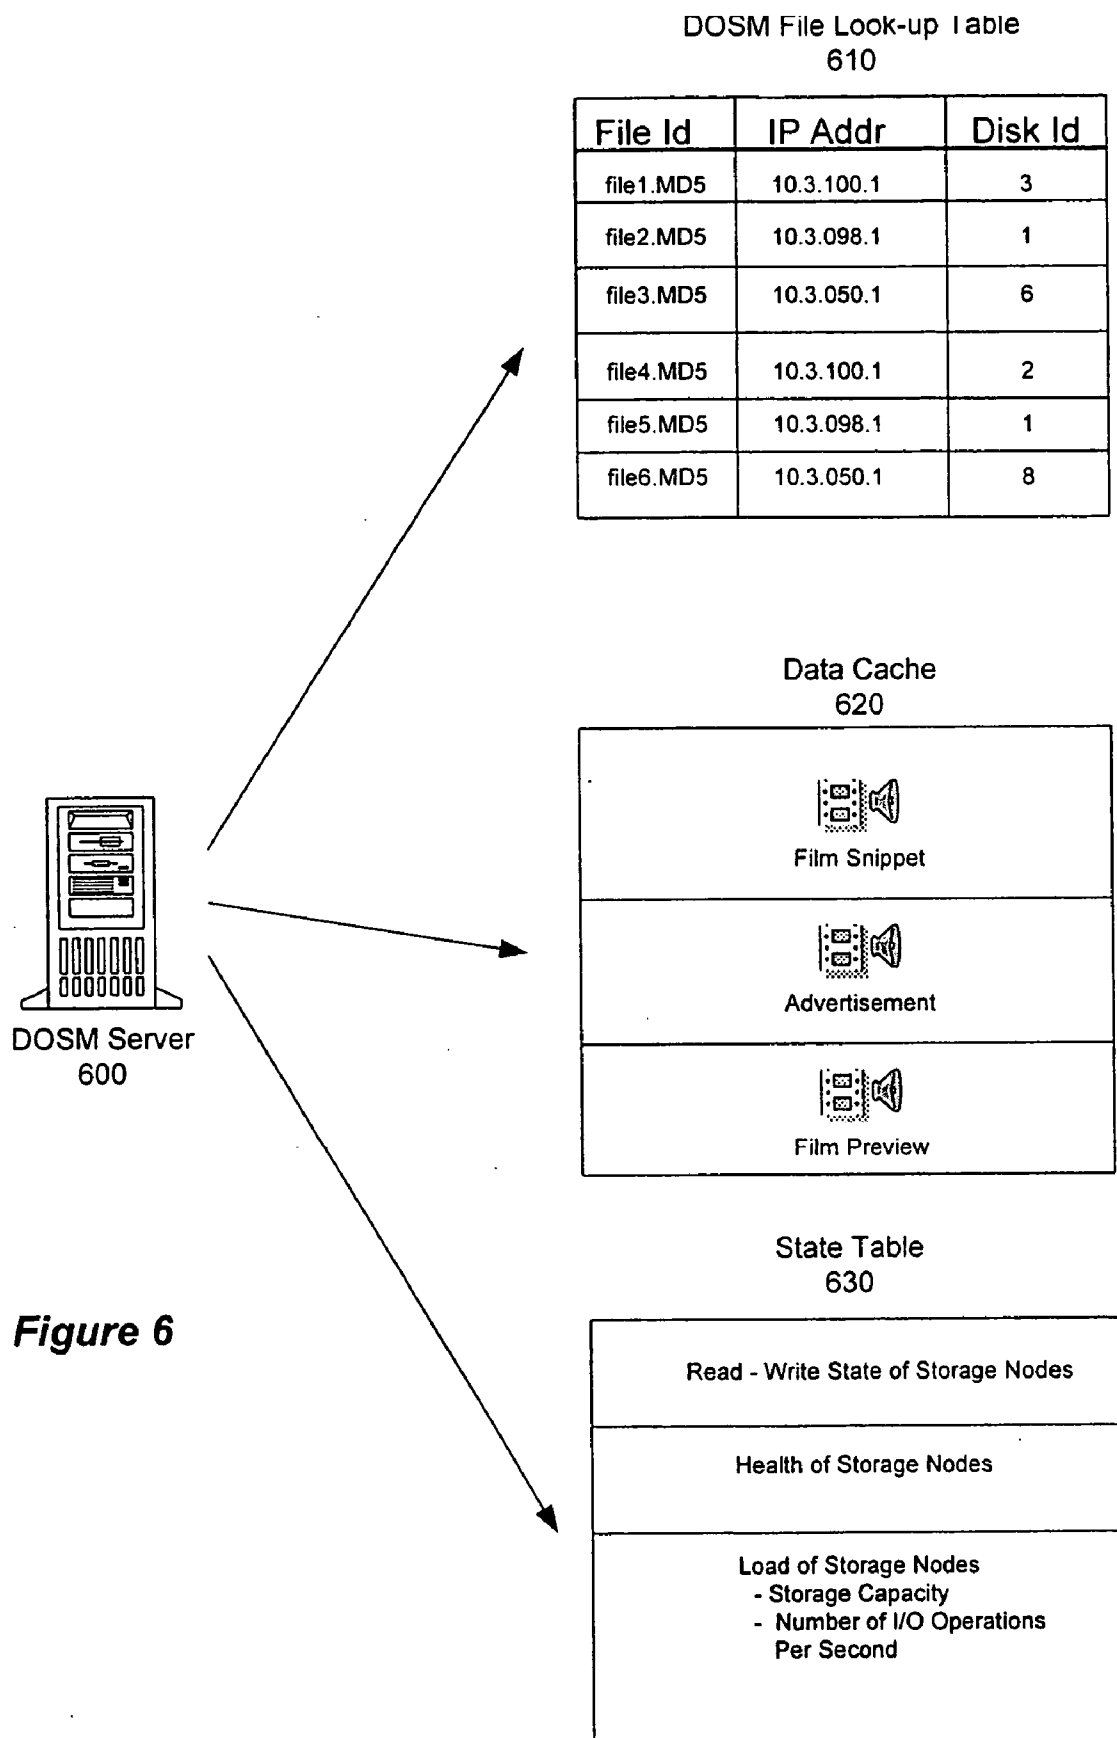 DOSM File Look-up Table
610
File Id IP Addr Disk Id
file1.MD5 10.3.100.1 3
file2.MD5 10.3.098.1 1
file3.MD5 10.3.050.1 6
file4.MD5 10.3.100.1 2
file5.MD5 10.3.098.1 1
file6.MD5 10.3.050.1 8
Data Cache
620
Film Snippet
Advertisement
Film Preview
DOSM Server
600
State Table
630
Read - Write State of Storage Nodes
Health of Storage Nodes
Load of Storage Nodes
- Storage Capacity
- Number of I/O Operations
Per Second
Figure 6